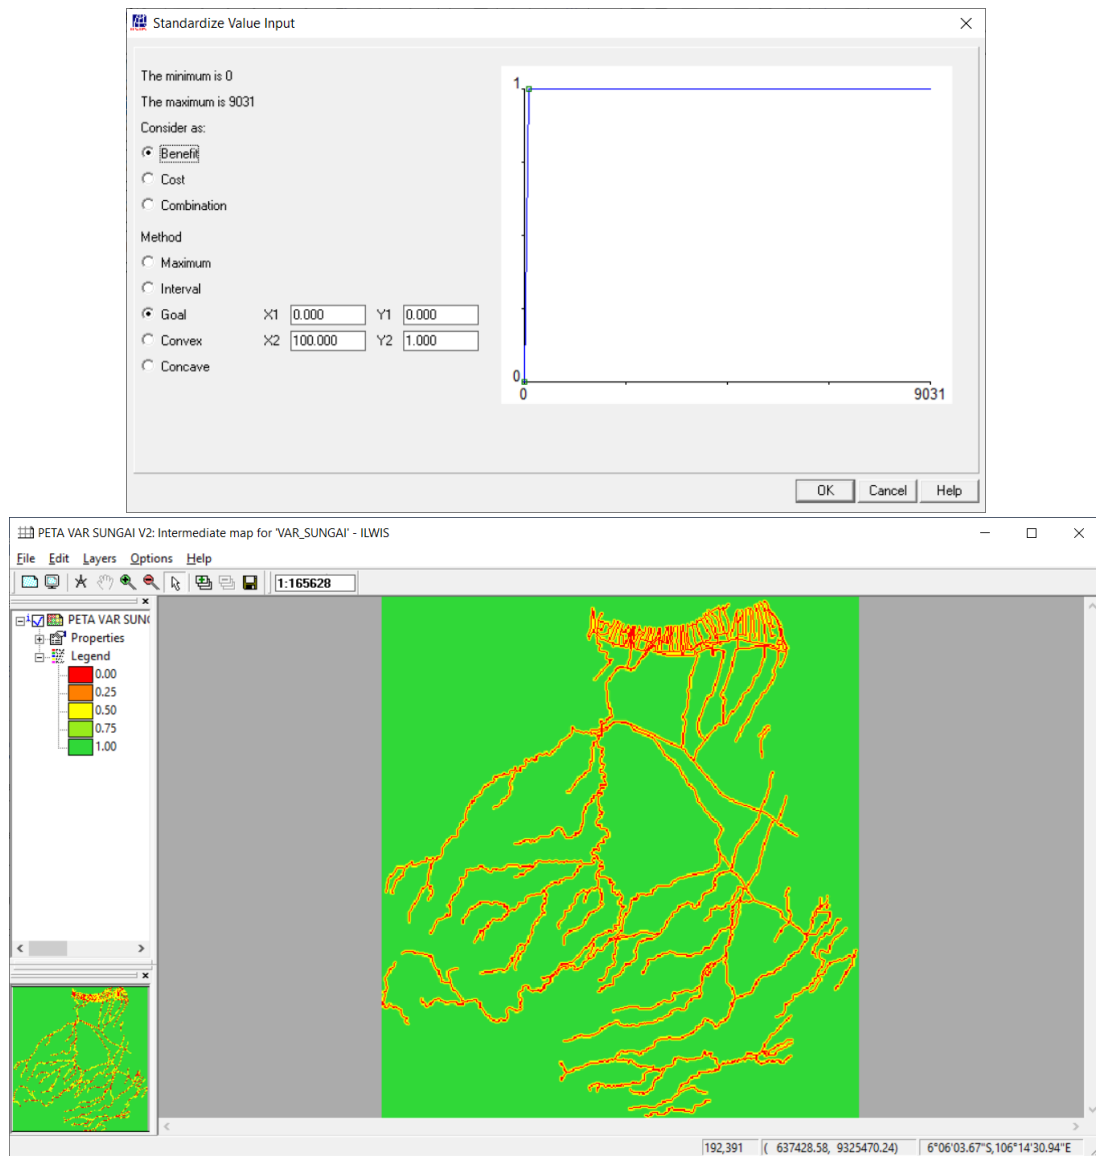 Standardize Value Input
The minimum is 0
The maximum is 9031
Consider as:
Benefit
Cost
Combination
Method
Maximum
Interval
Goal X1 0.000 Y1 0.000
Convex X2 100.000 Y2 1.000
Concave
1
0
0 9031
OK Cancel Help
PETA VAR SUNGAI V2: Intermediate map for 'VAR_SUNGAI' - ILWIS
File Edit Layers Options Help
1:165628
PETA VAR SUN
Properties
Legend
0.00
0.25
0.50
0.75
1.00
192,391 ( 637428.58, 9325470.24) 6°06'03.67"S,106°14'30.94"E